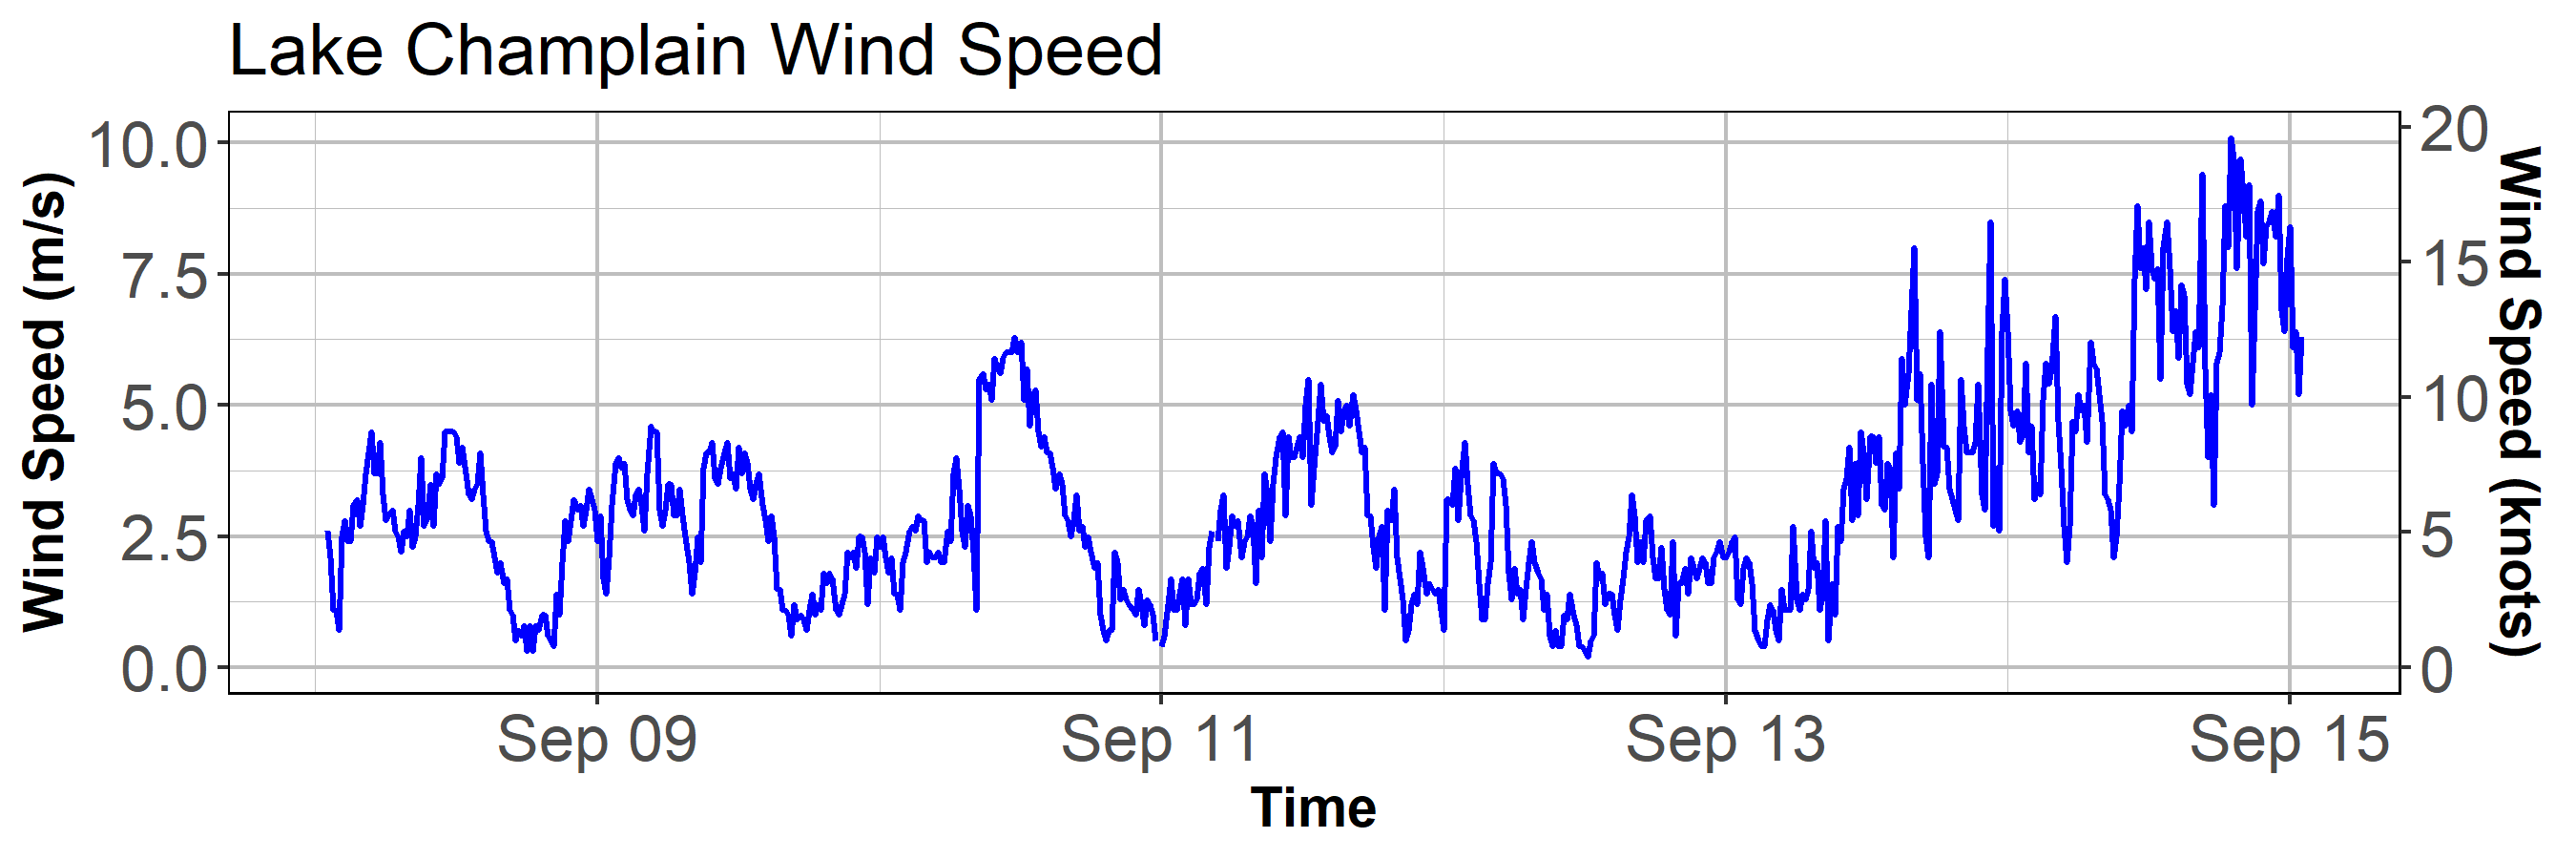 Lake Champlain Wind Speed
Wind Speed (m/s)
10.0
7.5
5.0
2.5
0.0
20
15
10
5
0
Wind Speed (knots)
Sep 09
Sep 11
Sep 13
Sep 15
Time